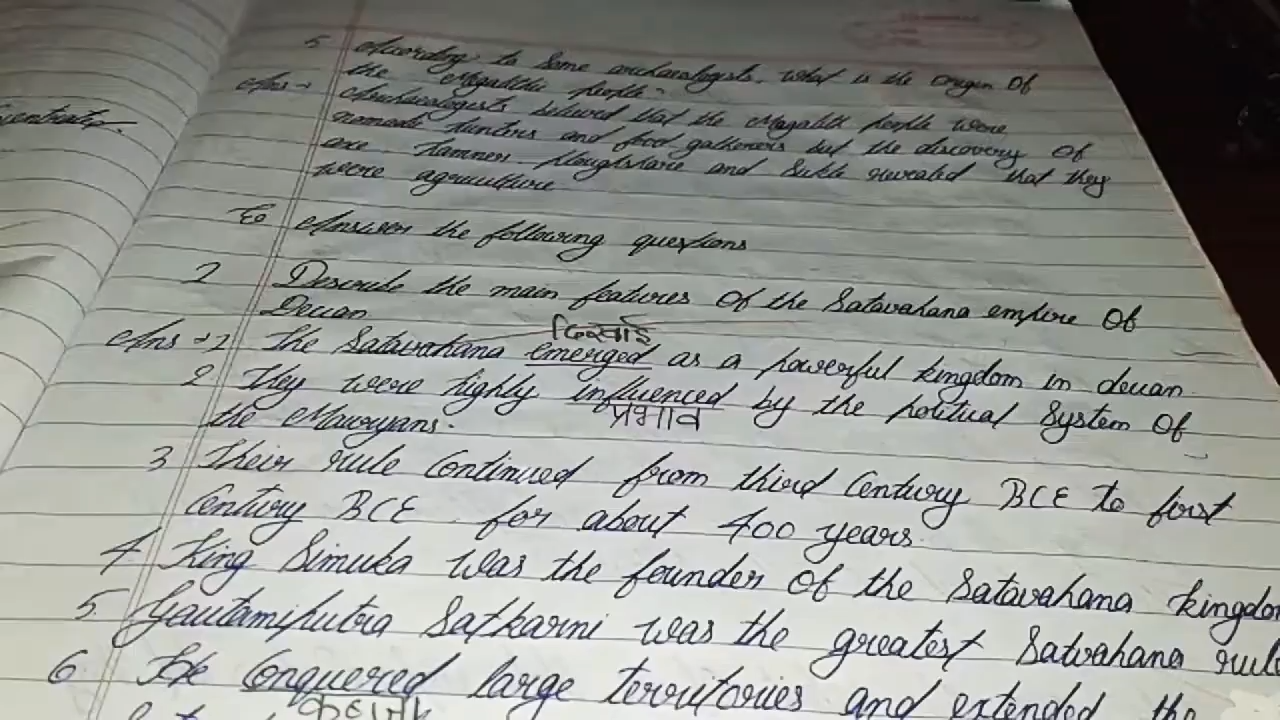 5 According to Some archaeologists, what is the origin Of
the Megalithic people.
Ans → Archaeologists believed that the Megalith people were
nomadic hunters and food gatherers but the discovery Of
axe hammer ploughshare and Sickle revealed that they
were agriculture
E Answer the following questions
1 Describe the main features Of the Satavahana empire Of
Deccan
Ans → 1 The Satavahana emerged as a powerful kingdom in deccan
2 They were highly influenced by the political System Of
प्रभाव
the Mauryans.
3 Their rule Continued from third Century BCE to first
Century BCE for about 400 years.
4 King Simuka was the founder Of the Satavahana kingdom
5. Gautamiputra Satkarni was the greatest Satvahana rule
6. He Conquered large territories and extended the